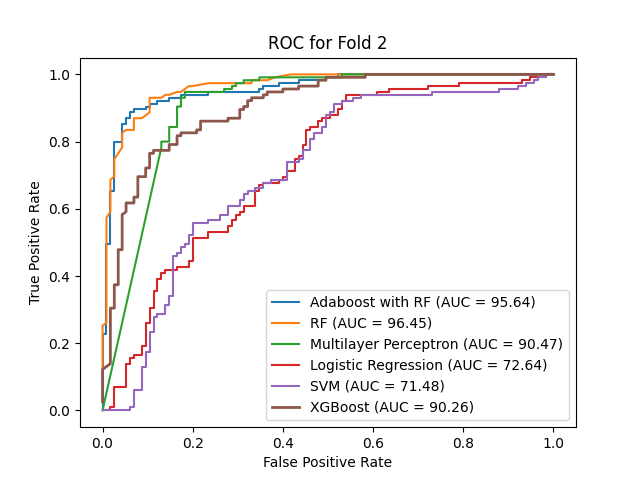 ROC for Fold 2
True Positive Rate
1.0
0.8
0.6
0.4
0.2
0.0
Adaboost with RF (AUC = 95.64)
RF (AUC = 96.45)
Multilayer Perceptron (AUC = 90.47)
Logistic Regression (AUC = 72.64)
SVM (AUC = 71.48)
XGBoost (AUC = 90.26)
0.0 0.2 0.4 0.6 0.8 1.0
False Positive Rate